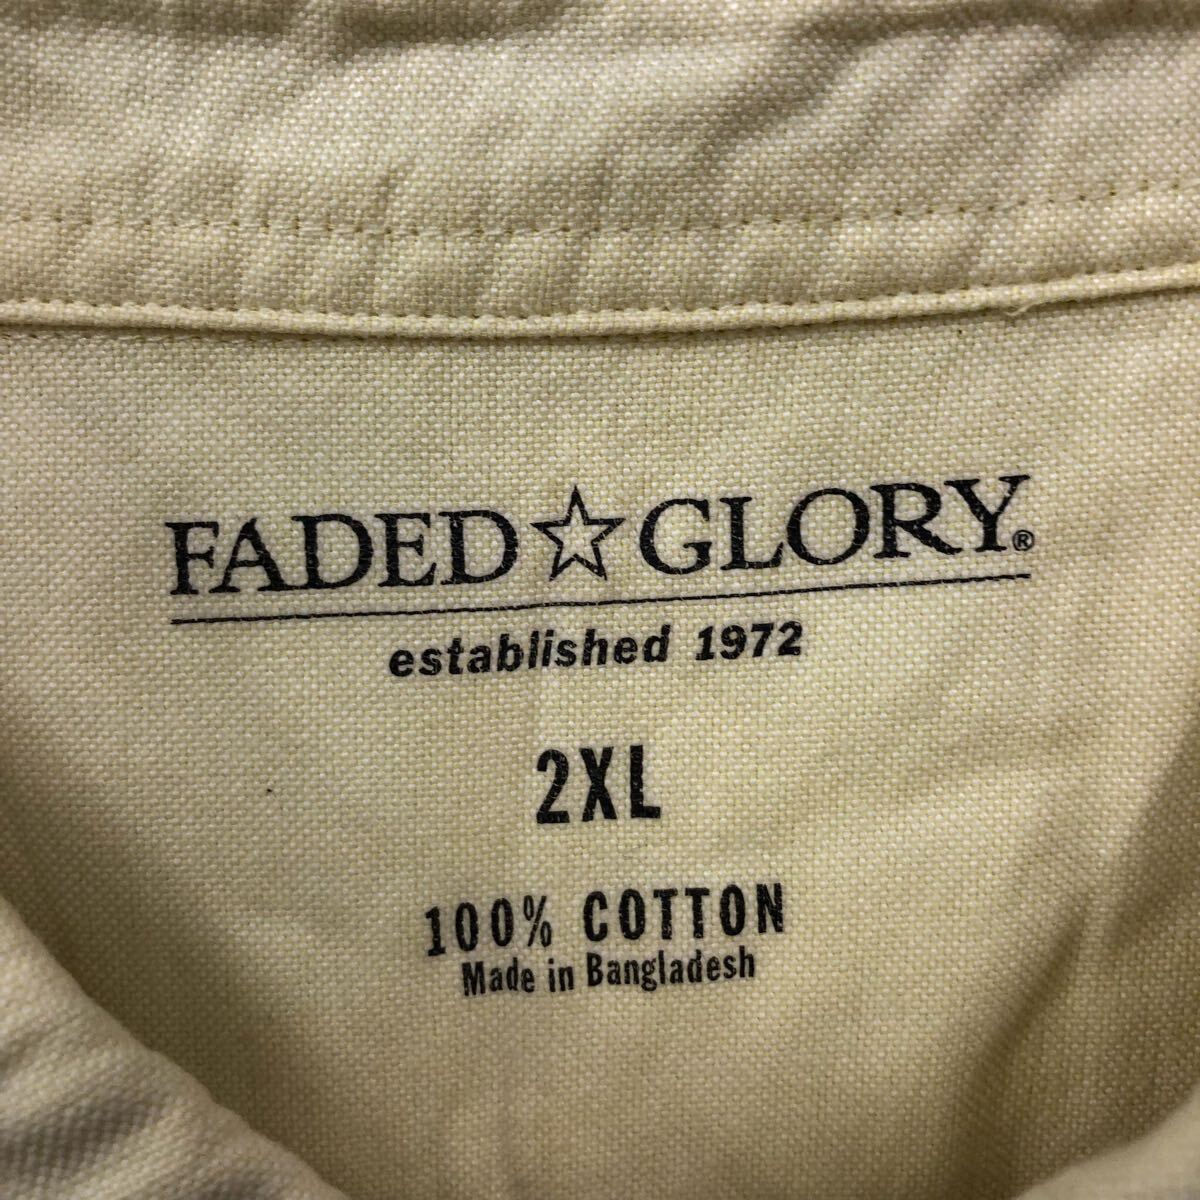 FADED☆GLORY®
established 1972
2XL
100% COTTON
Made in Bangladesh